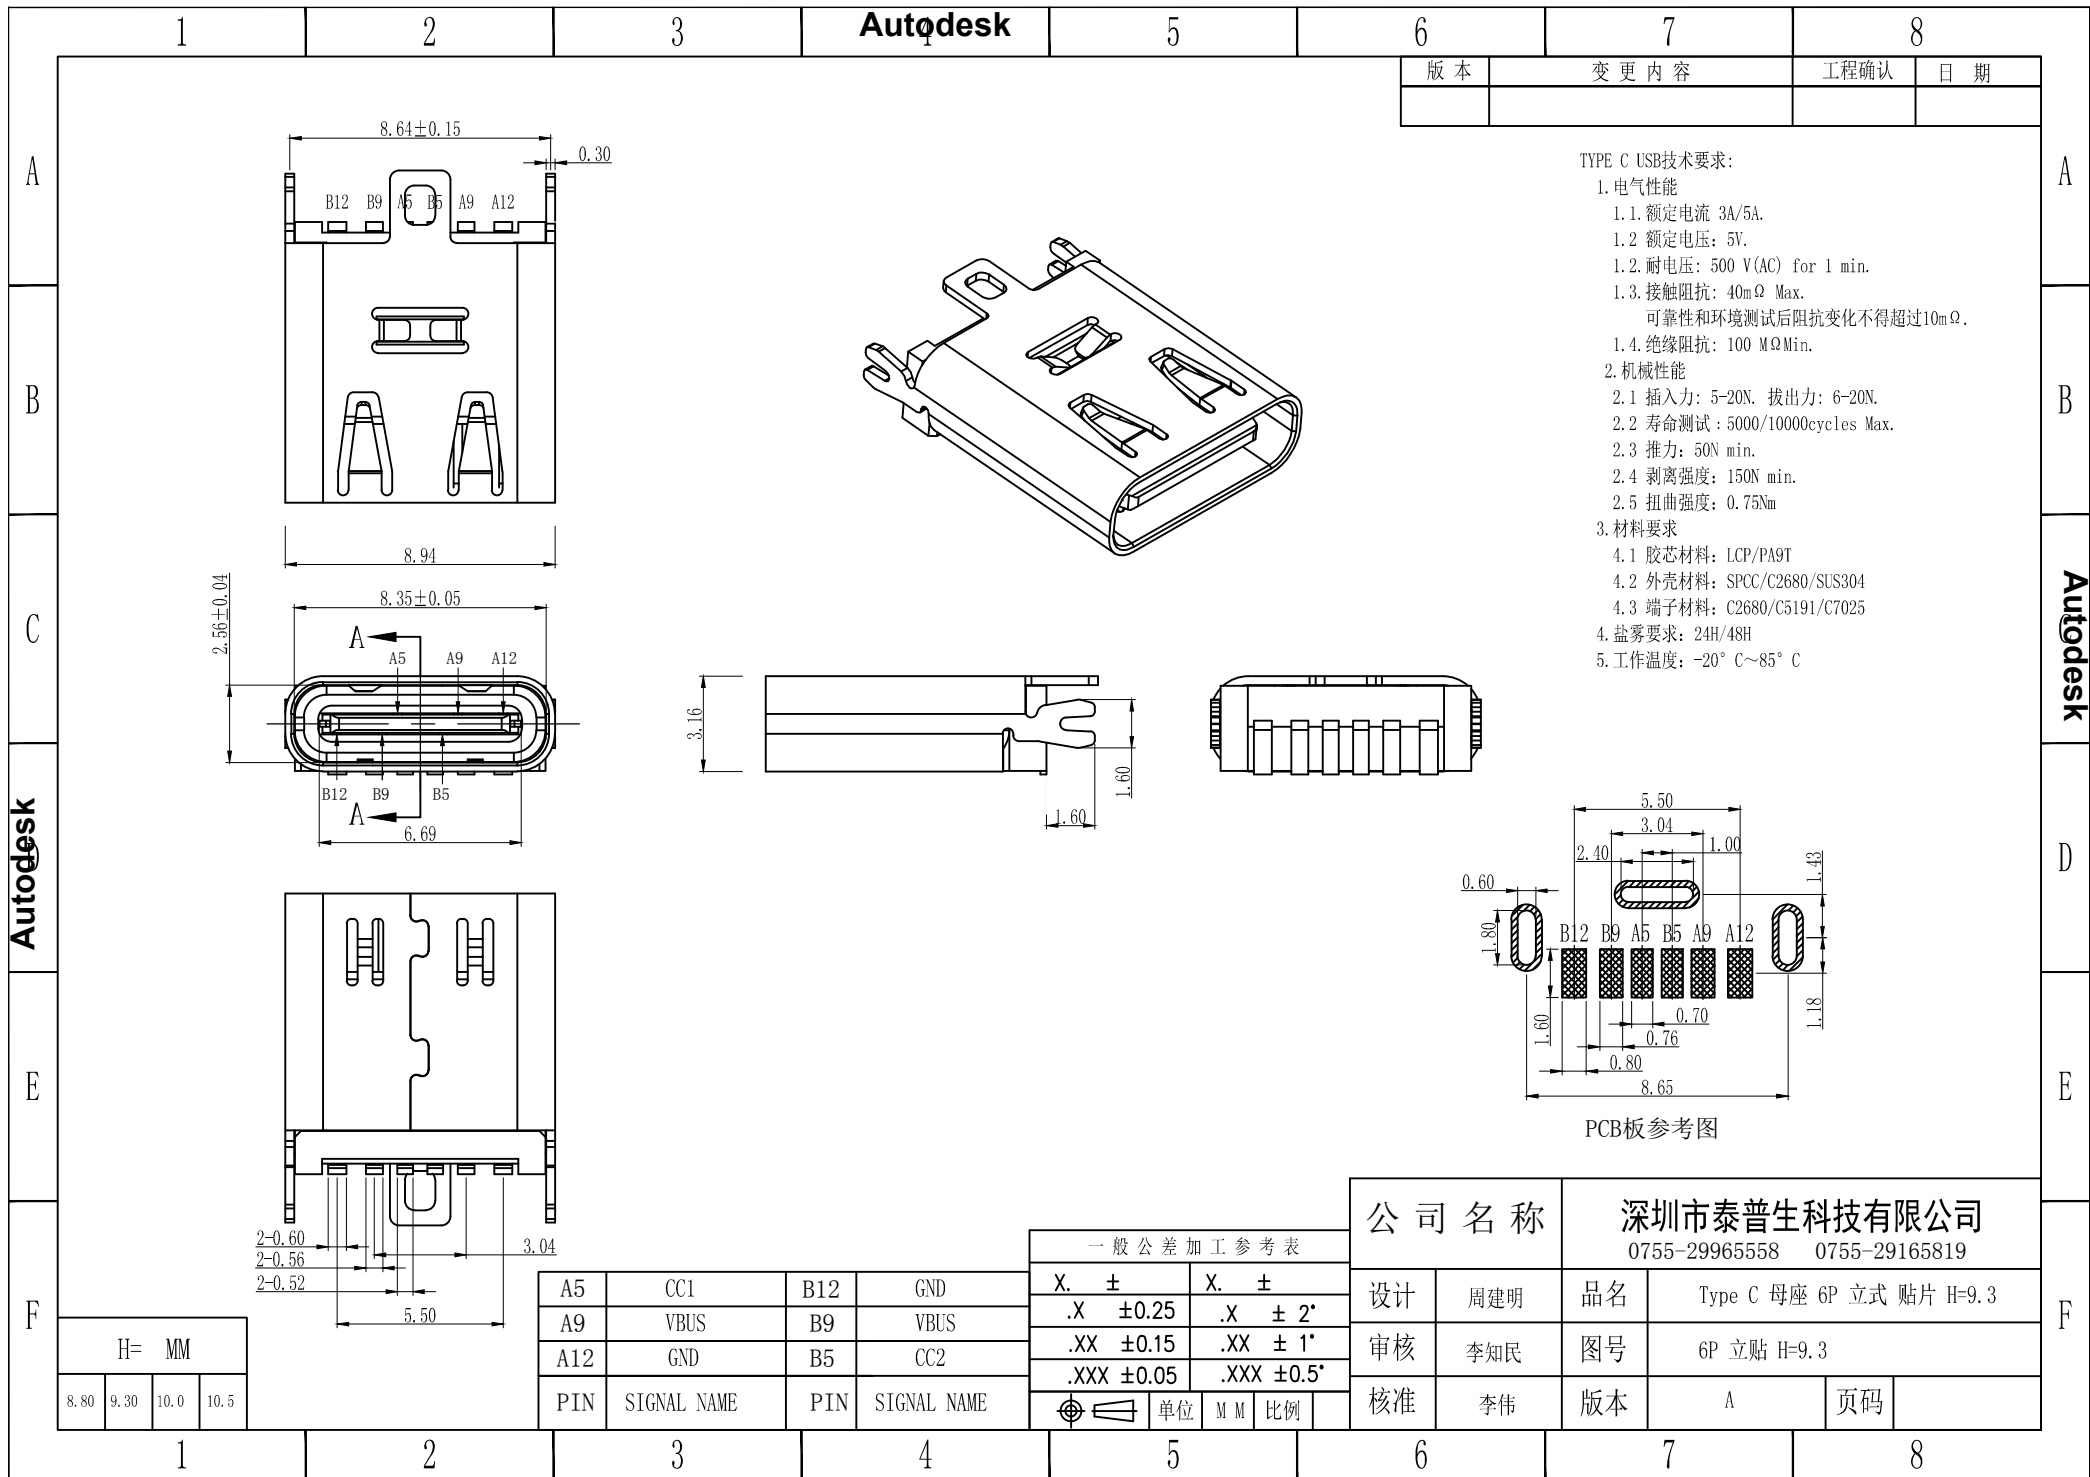 1 2 3 4 5 6 7 8
Autodesk
版 本 变 更 内 容 工程确认 日 期
A
A
B
B
C
C
D
D
E
E
F
F
Autodesk
Autodesk
8.64±0.15
0.30
B12 B9 A5 B5 A9 A12
8.94
2.56±0.04
8.35±0.05
A
A5 A9 A12
B12 B9 B5
A
6.69
3.16
1.60
1.60
TYPE C USB技术要求:
1.电气性能
1.1.额定电流 3A/5A.
1.2 额定电压: 5V.
1.2.耐电压: 500 V(AC) for 1 min.
1.3.接触阻抗: 40mΩ Max.
可靠性和环境测试后阻抗变化不得超过10mΩ.
1.4.绝缘阻抗: 100 MΩMin.
2.机械性能
2.1 插入力: 5-20N. 拔出力: 6-20N.
2.2 寿命测试 : 5000/10000cycles Max.
2.3 推力: 50N min.
2.4 剥离强度: 150N min.
2.5 扭曲强度: 0.75Nm
3.材料要求
4.1 胶芯材料: LCP/PA9T
4.2 外壳材料: SPCC/C2680/SUS304
4.3 端子材料: C2680/C5191/C7025
4.盐雾要求: 24H/48H
5.工作温度: -20° C～85° C
5.50
3.04
2.40 1.00
1.43
0.60
1.80
B12 B9 A5 B5 A9 A12
1.60
1.18
0.70
0.76
0.80
8.65
PCB板参考图
2-0.60
2-0.56
2-0.52
3.04
5.50
H= MM
8.80 9.30 10.0 10.5
A5 CC1 B12 GND
A9 VBUS B9 VBUS
A12 GND B5 CC2
PIN SIGNAL NAME PIN SIGNAL NAME
一 般 公 差 加 工 参 考 表
X. ± X. ±
.X ±0.25 .X ± 2°
.XX ±0.15 .XX ± 1°
.XXX ±0.05 .XXX ±0.5°
单位 M M 比例
公 司 名 称 深圳市泰普生科技有限公司
0755-29965558 0755-29165819
设计 周建明 品名 Type C 母座 6P 立式 贴片 H=9.3
审核 李知民 图号 6P 立贴 H=9.3
核准 李伟 版本 A 页码
1 2 3 4 5 6 7 8